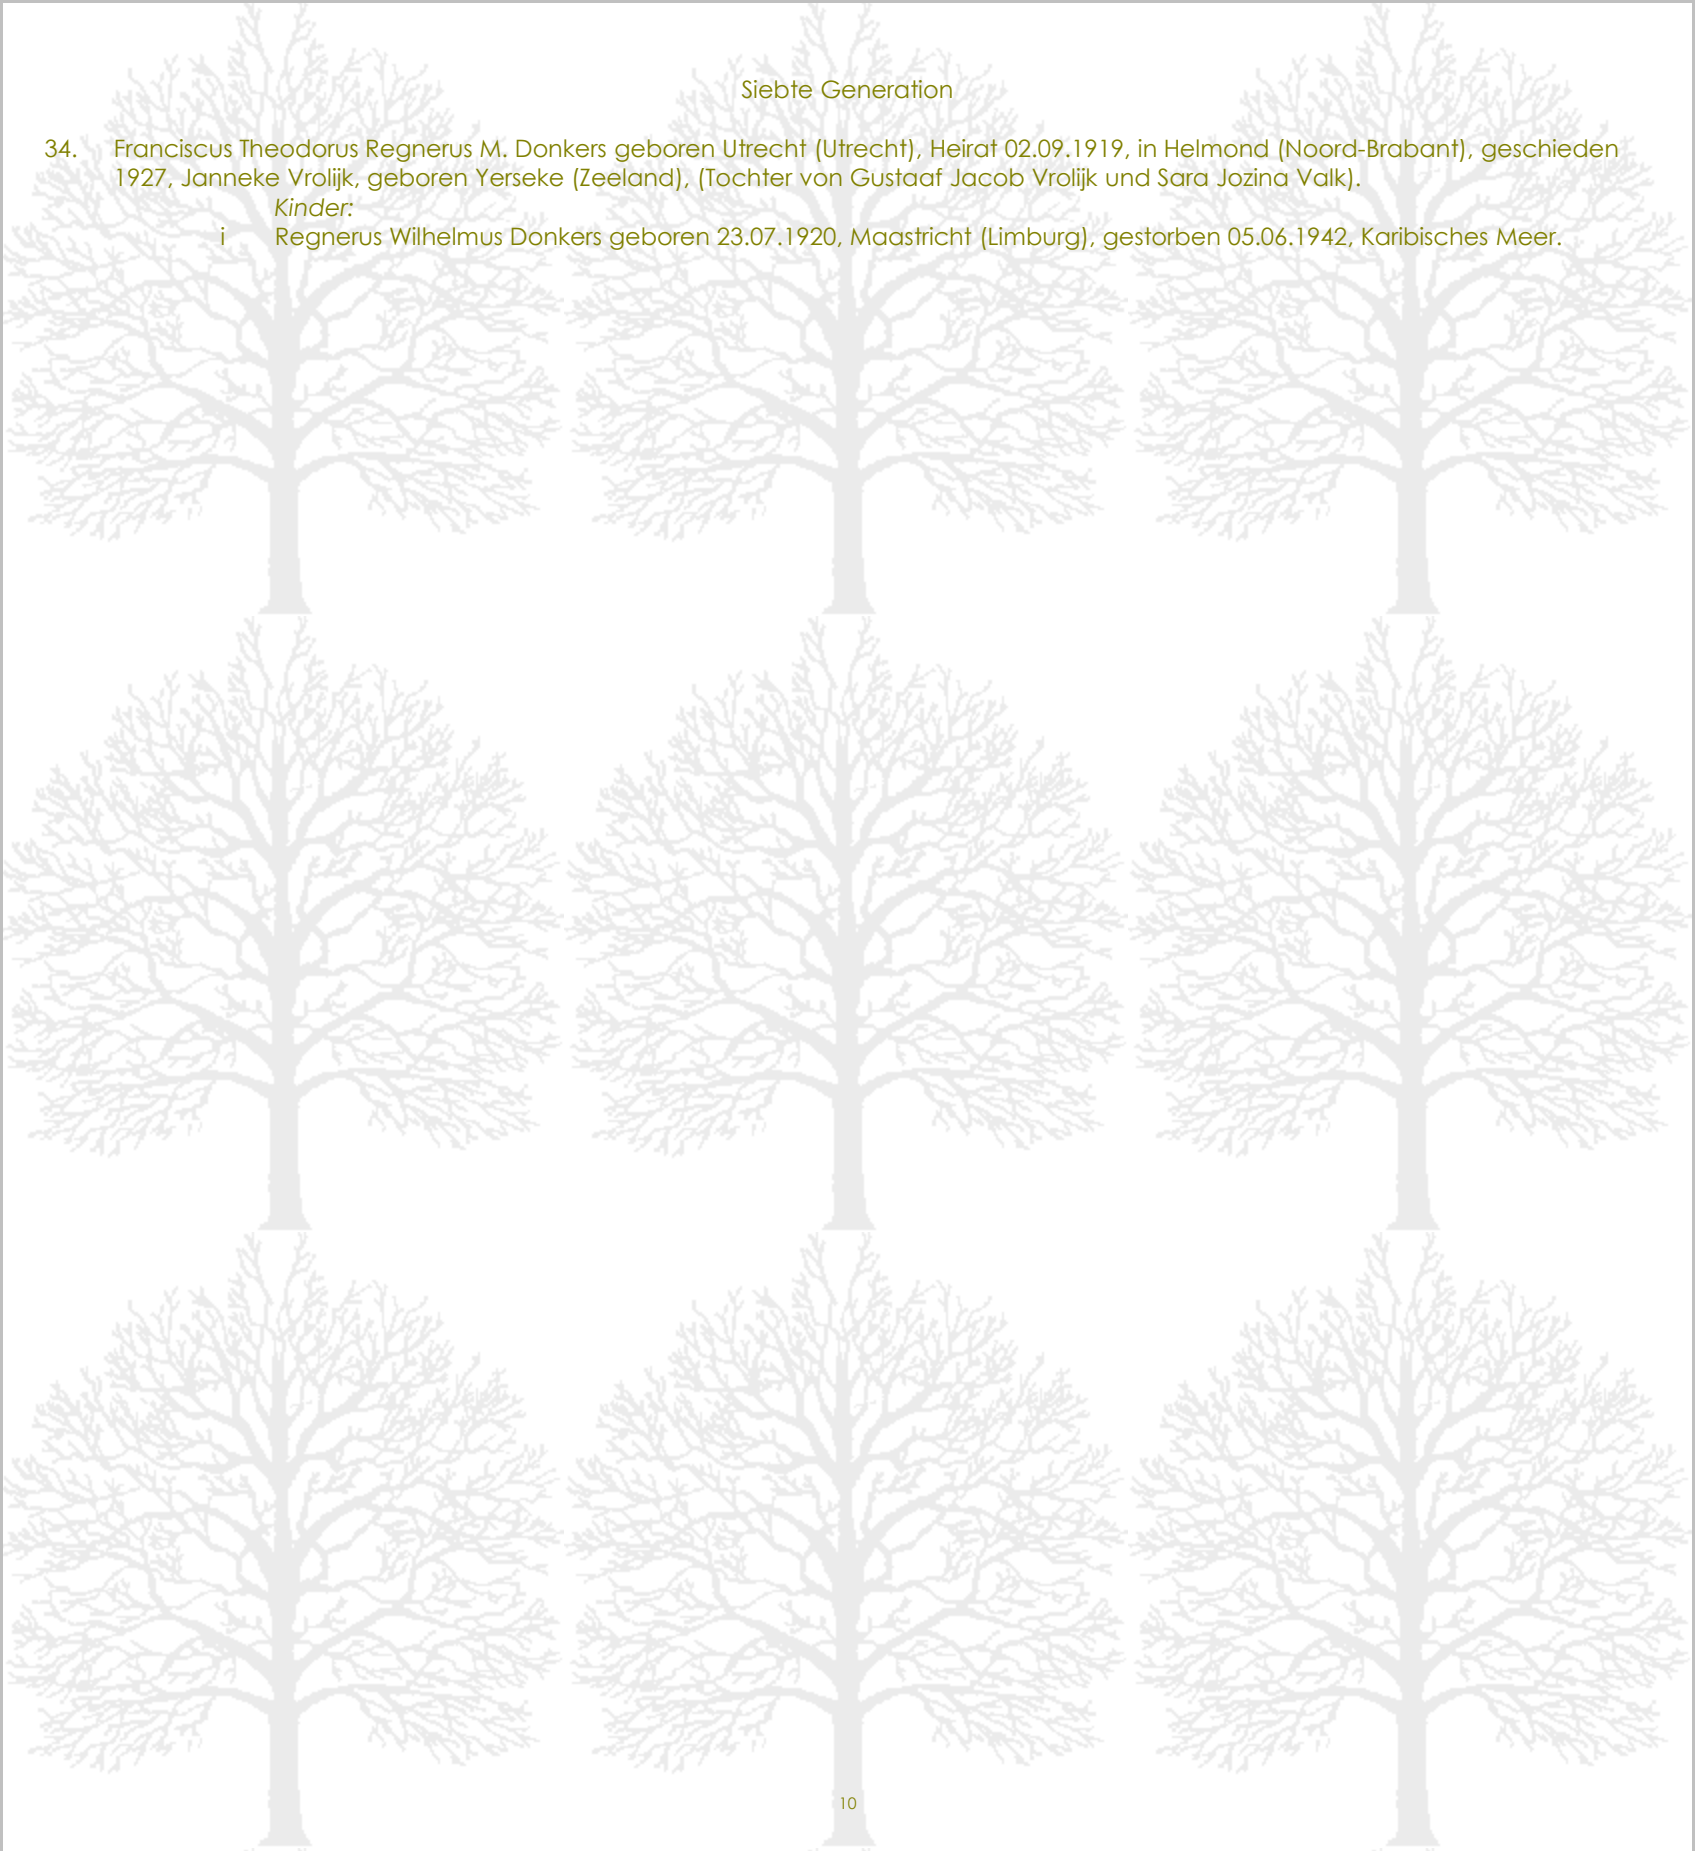 Siebte Generation
34. Franciscus Theodorus Regnerus M. Donkers geboren Utrecht (Utrecht), Heirat 02.09.1919, in Helmond (Noord-Brabant), geschieden
1927, Janneke Vrolijk, geboren Yerseke (Zeeland), (Tochter von Gustaaf Jacob Vrolijk und Sara Jozina Valk).
Kinder:
i Regnerus Wilhelmus Donkers geboren 23.07.1920, Maastricht (Limburg), gestorben 05.06.1942, Karibisches Meer.
10